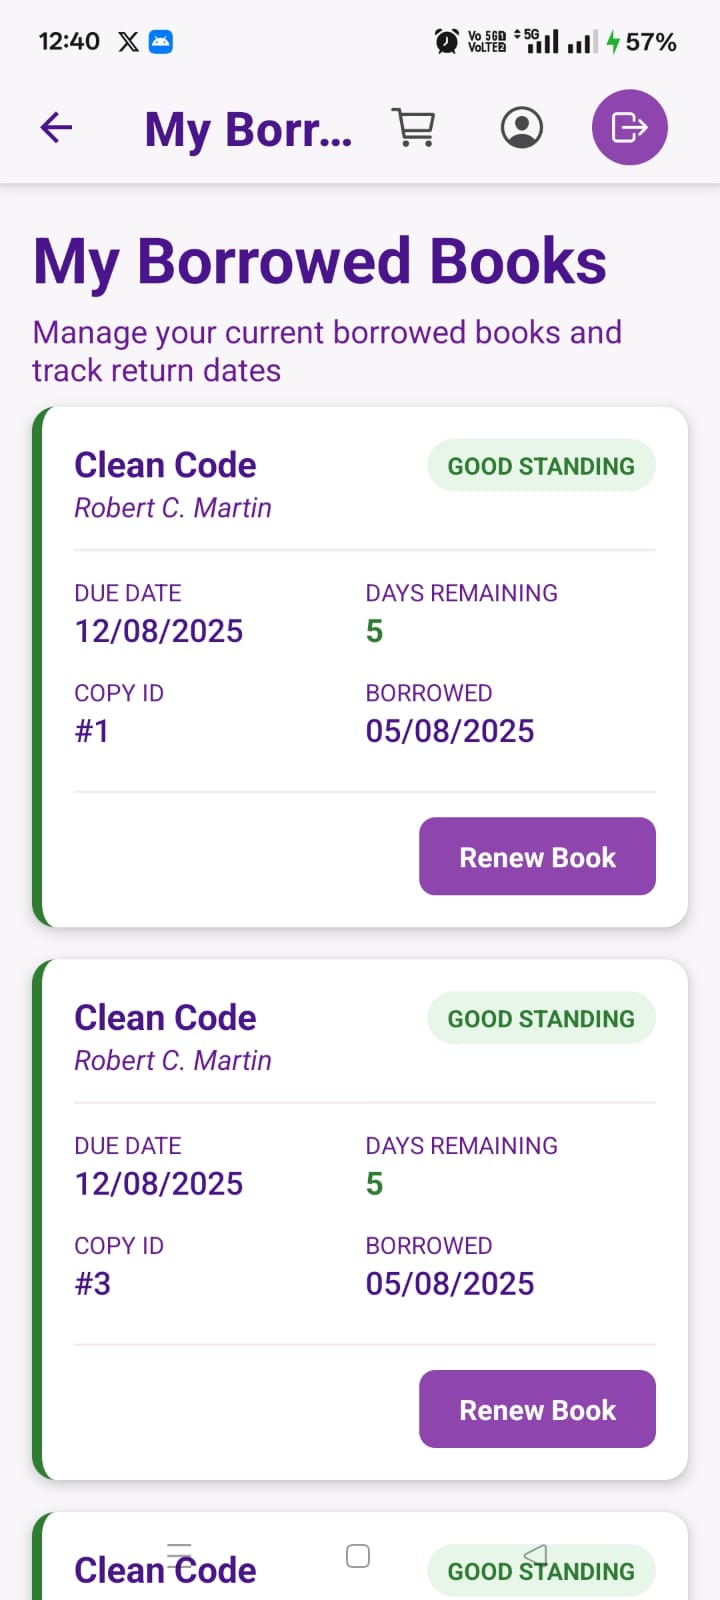 12:40
Vo 5G
VoLTE2
5G
57%
My Borr...
My Borrowed Books
Manage your current borrowed books and
track return dates
Clean Code
GOOD STANDING
Robert C. Martin
DUE DATE
DAYS REMAINING
12/08/2025
5
COPY ID
BORROWED
#1
05/08/2025
Renew Book
Clean Code
GOOD STANDING
Robert C. Martin
DUE DATE
DAYS REMAINING
12/08/2025
5
COPY ID
BORROWED
#3
05/08/2025
Renew Book
Clean Code
GOOD STANDING